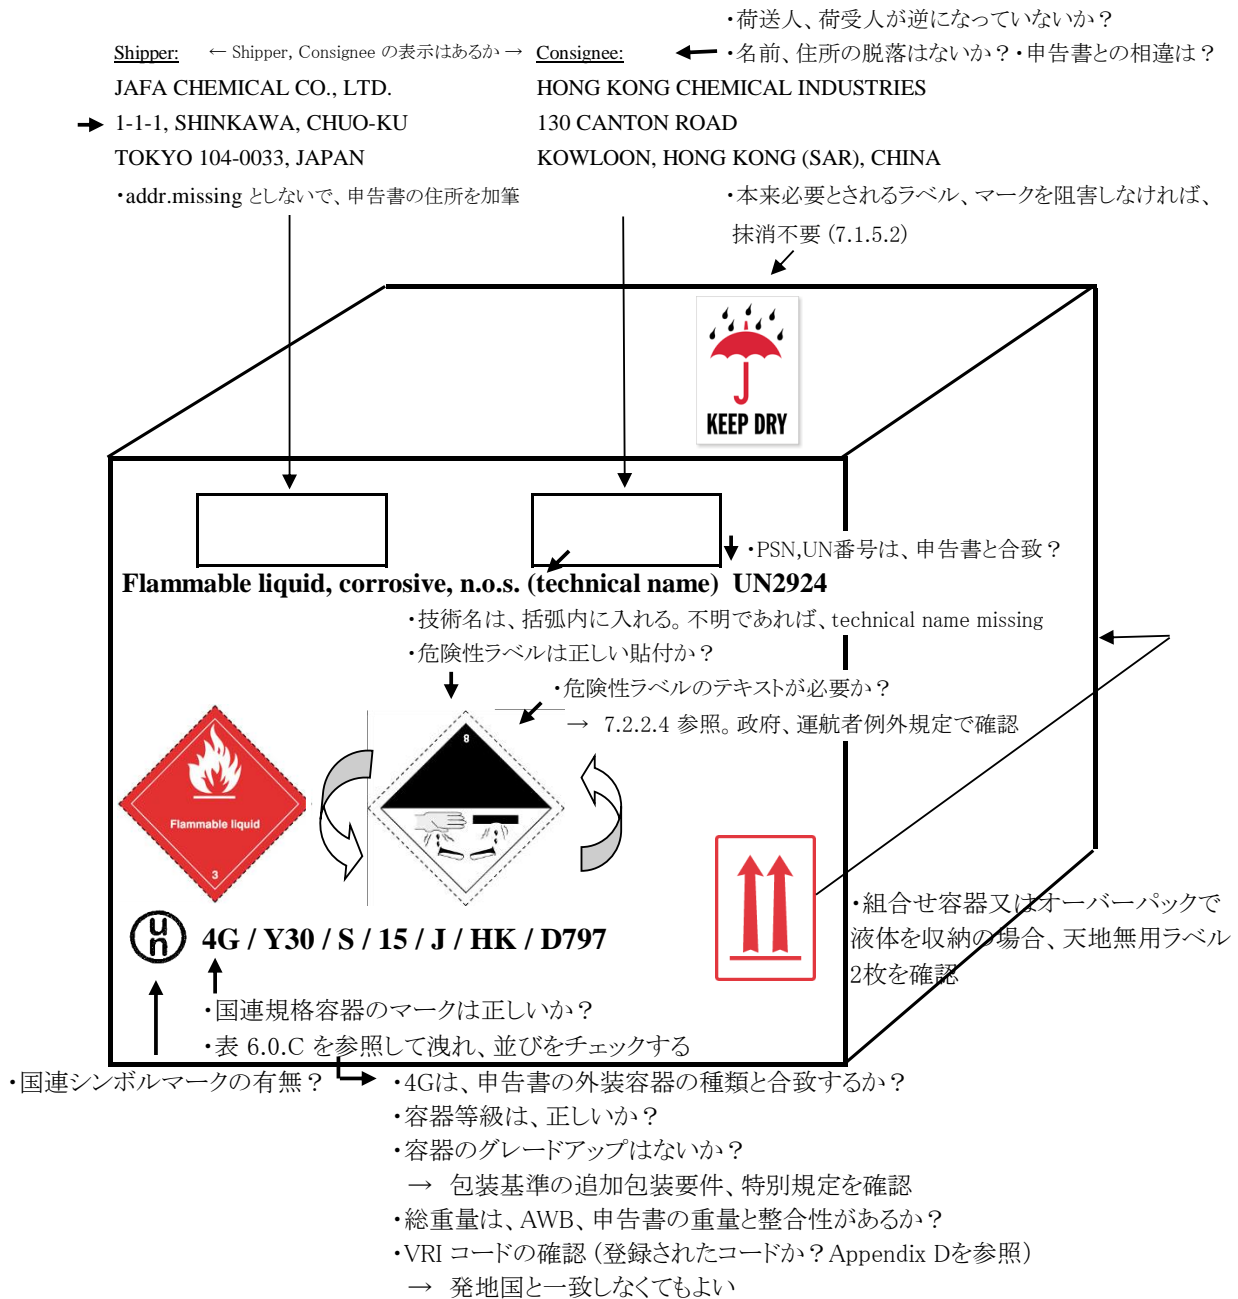 ・荷送人、荷受人が逆になっていないか？
Shipper: ← Shipper, Consignee の表示はあるか → Consignee: ・名前、住所の脱落はないか？・申告書との相違は？
JAFA CHEMICAL CO., LTD. HONG KONG CHEMICAL INDUSTRIES
1-1-1, SHINKAWA, CHUO-KU 130 CANTON ROAD
TOKYO 104-0033, JAPAN KOWLOON, HONG KONG (SAR), CHINA
・addr.missing としないで、申告書の住所を加筆 ・本来必要とされるラベル、マークを阻害しなければ、
抹消不要 (7.1.5.2)
KEEP DRY
・PSN,UN番号は、申告書と合致？
Flammable liquid, corrosive, n.o.s. (technical name) UN2924
・技術名は、括弧内に入れる。不明であれば、technical name missing
・危険性ラベルは正しい貼付か？
・危険性ラベルのテキストが必要か？
→ 7.2.2.4 参照。政府、運航者例外規定で確認
8
Flammable liquid
3
・組合せ容器又はオーバーパックで
液体を収納の場合、天地無用ラベル
2枚を確認
un 4G / Y30 / S / 15 / J / HK / D797
・国連規格容器のマークは正しいか？
・表 6.0.C を参照して洩れ、並びをチェックする
・国連シンボルマークの有無？ ・4Gは、申告書の外装容器の種類と合致するか？
・容器等級は、正しいか？
・容器のグレードアップはないか？
→ 包装基準の追加包装要件、特別規定を確認
・総重量は、AWB、申告書の重量と整合性があるか？
・VRI コードの確認（登録されたコードか？Appendix Dを参照）
→ 発地国と一致しなくてもよい